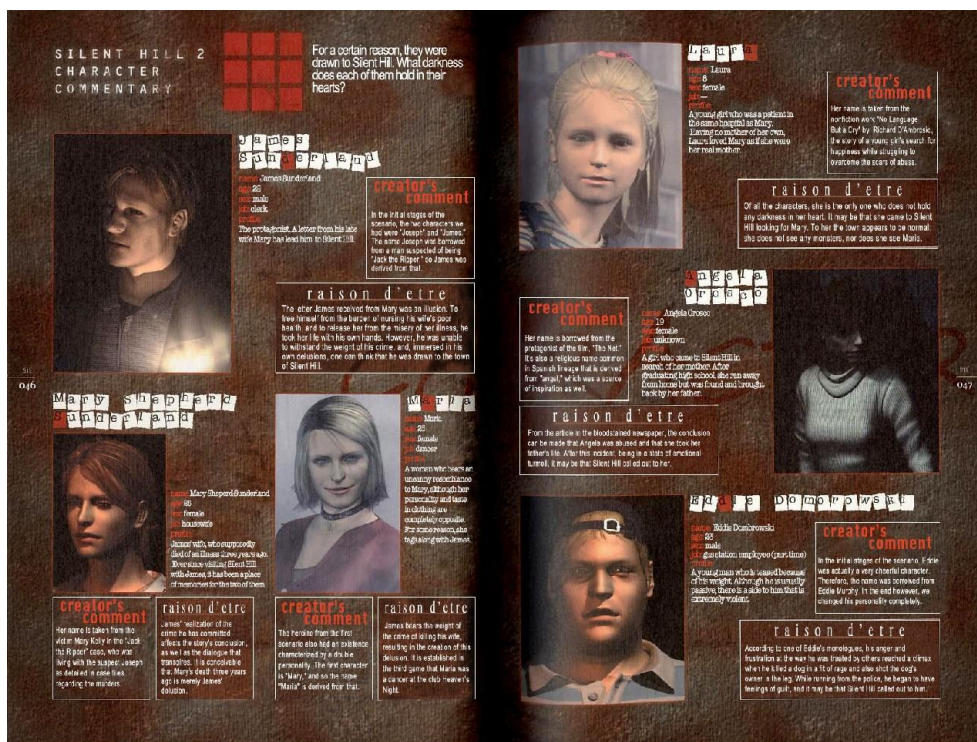 SILENT HILL 2
CHARACTER
COMMENTARY
For a certain reason, they were
drawn to Silent Hill. What darkness
does each of them hold in their
hearts?
James
Sunderland
name James Sunderland
age
sex male
job clerk
profile
The protagonist. A letter from his late
wife Mary has lead him to Silent Hill.
creator's
comment
In the initial stages of the
scenario, the two characters we
had were "Joseph" and "James."
The name Joseph was borrowed
from a man suspected of being
"Jack the Ripper," so James was
derived from that.
raison d'etre
The letter James received from Mary was an illusion. To
free himself from the burden of nursing his wife's poor
health, and to release her from the misery of her illness, he
took her life with his own hands. However, he was unable
to withstand the weight of his crime, and, immersed in his
own delusions, one can think that he was drawn to the town
of Silent Hill.
046
Mary Shepherd
Sunderland
name Mary Sheperd Sunderland
age
sex female
job housewife
profile
James' wife, who supposedly
died of an illness three years ago.
Ever since visiting Silent Hill
with James, it has been a place
of memories for the two of them.
creator's
comment
Her name is taken from the
victim Mary Kelly in the "Jack
the Ripper" case, who was
living with the suspect Joseph
as detailed in case files
regarding the murders.
raison d'etre
James' realization of the
crime he has committed
affects the story's conclusion,
as well as the dialogue that
transpires. It is conceivable
that Mary's death three years
ago is merely James'
delusion.
Maria
name Maria
age 25
sex female
job dancer
profile
A woman who bears an
uncanny resemblance
to Mary, although her
personality and taste
in clothing are
completely opposite.
For some reason, she
tags along with James.
creator's
comment
The heroine from the first
scenario also had an existence
characterized by a double
personality. The first character
is "Mary," and so the name
"Maria" is derived from that.
raison d'etre
James bears the weight of
the crime of killing his wife,
resulting in the creation of this
delusion. It is established in
the third game that Maria was
a dancer at the club Heaven's
Night.
Laura
name Laura
age 8
sex female
job —
profile
A young girl who was a patient in
the same hospital as Mary.
Having no mother of her own,
Laura loved Mary as if she were
her real mother.
creator's
comment
Her name is taken from the
nonfiction work "No Language
But a Cry" by Richard D'Ambrosio,
the story of a young girl's search for
happiness while struggling to
overcome the scars of abuse.
raison d'etre
Of all the characters, she is the only one who does not hold
any darkness in her heart. It may be that she came to Silent
Hill looking for Mary. To her the town appears to be normal:
she does not see any monsters, nor does she see Maria.
Angela
Orosco
name Angela Orosco
age 19
sex female
job unknown
profile
A girl who came to Silent Hill in
search of her mother. After
graduating high school, she ran away
from home but was found and brought
back by her father.
creator's
comment
Her name is borrowed from the
protagonist of the film, "The Net."
It's also a religious name common
in Spanish lineage that is derived
from "angel," which was a source
of inspiration as well.
raison d'etre
From the article in the bloodstained newspaper, the conclusion
can be made that Angela was abused and that she took her
father's life. After this incident, being in a state of emotional
turmoil, it may be that Silent Hill called out to her.
047
Eddie Dombrowski
name Eddie Dombrowski
age 23
sex male
job gas station employee (part time)
profile
A young man who is teased because
of his weight. Although he is usually
passive, there is a side to him that is
extremely violent.
creator's
comment
In the initial stages of the scenario, Eddie
was actually a very cheerful character.
Therefore, the name was borrowed from
Eddie Murphy. In the end however, we
changed his personality completely.
raison d'etre
According to one of Eddie's monologues, his anger and
frustration at the way he was treated by others reached a climax
when he killed a dog in a fit of rage and also shot the dog's
owner in the leg. While running from the police, he began to have
feelings of guilt, and it may be that Silent Hill called out to him.